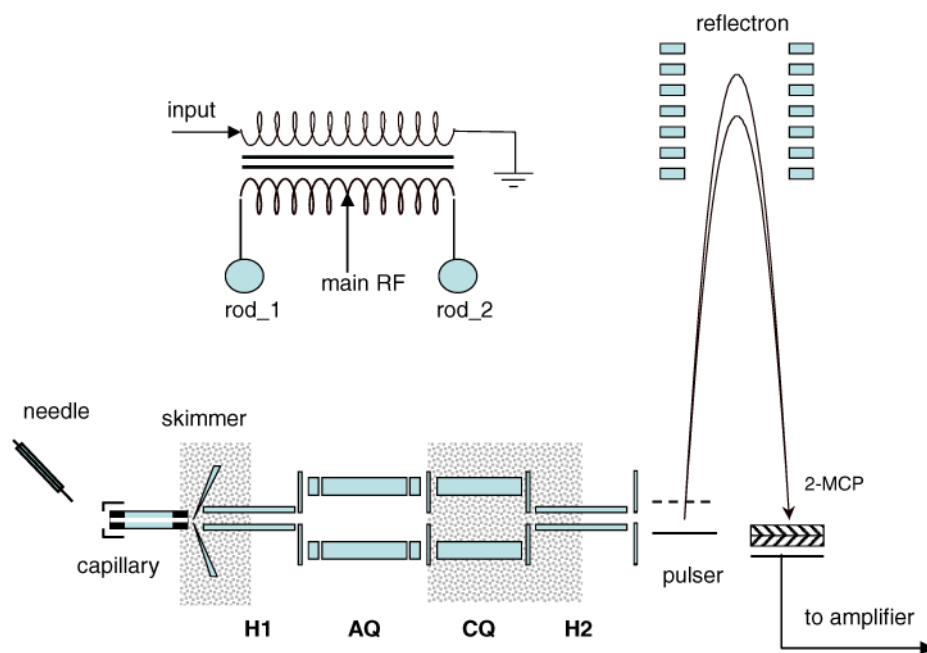 reflectron
input
main RF
rod_1
rod_2
needle
skimmer
2-MCP
capillary
pulser
to amplifier
H1
AQ
CQ
H2